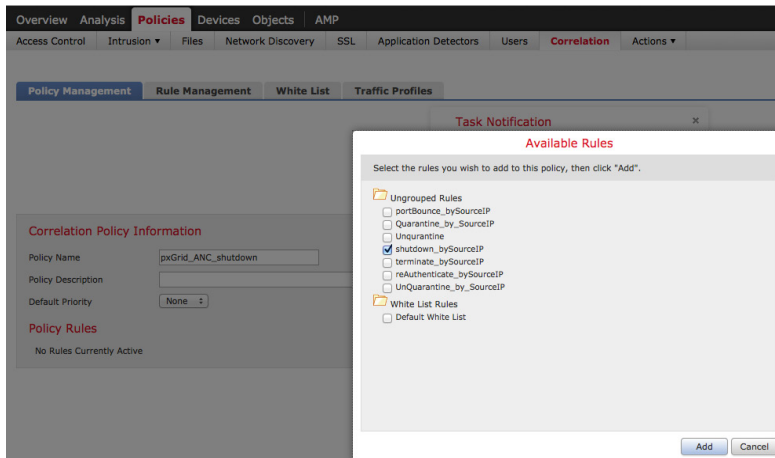 Overview Analysis Policies Devices Objects AMP
Access Control Intrusion ▼ Files Network Discovery SSL Application Detectors Users Correlation Actions ▼
Policy Management Rule Management White List Traffic Profiles
Task Notification ×
Available Rules
Select the rules you wish to add to this policy, then click "Add".
Ungrouped Rules
portBounce_bySourceIP
Quarantine_by_SourceIP
Unqurantine
shutdown_bySourceIP
terminate_bySourceIP
reAuthenticate_bySourceIP
UnQuarantine_by_SourceIP
White List Rules
Default White List
Correlation Policy Information
Policy Name pxGrid_ANC_shutdown
Policy Description
Default Priority None
Policy Rules
No Rules Currently Active
Add Cancel